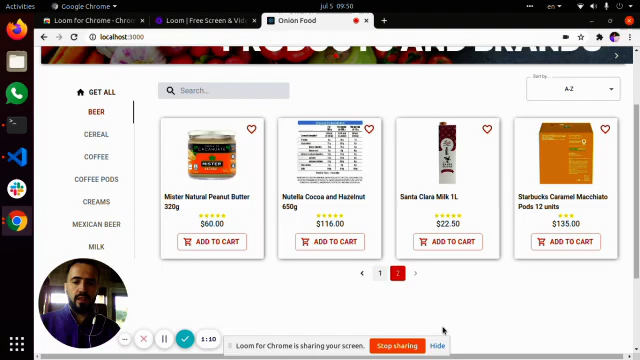 Google Chrome
jul 5 09:50
en
Loom for Chrome - Chro
Loom | Free Screen & Vide
Onion Food
localhost:3000
PRODUCTS AND BRANDS
GET ALL
BEER
CEREAL
COFFEE
COFFEE PODS
CREAMS
MEXICAN BEER
MILK
Search...
Sort by..
A-Z
Mister Natural Peanut Butter
320g
$60.00
ADD TO CART
Nutella Cocoa and Hazelnut
650g
$116.00
ADD TO CART
Santa Clara Milk 1L
$22.50
ADD TO CART
Starbucks Caramel Macchiato
Pods 12 units
$135.00
ADD TO CART
1
2
1:10
Loom for Chrome is sharing your screen.
Stop sharing
Hide